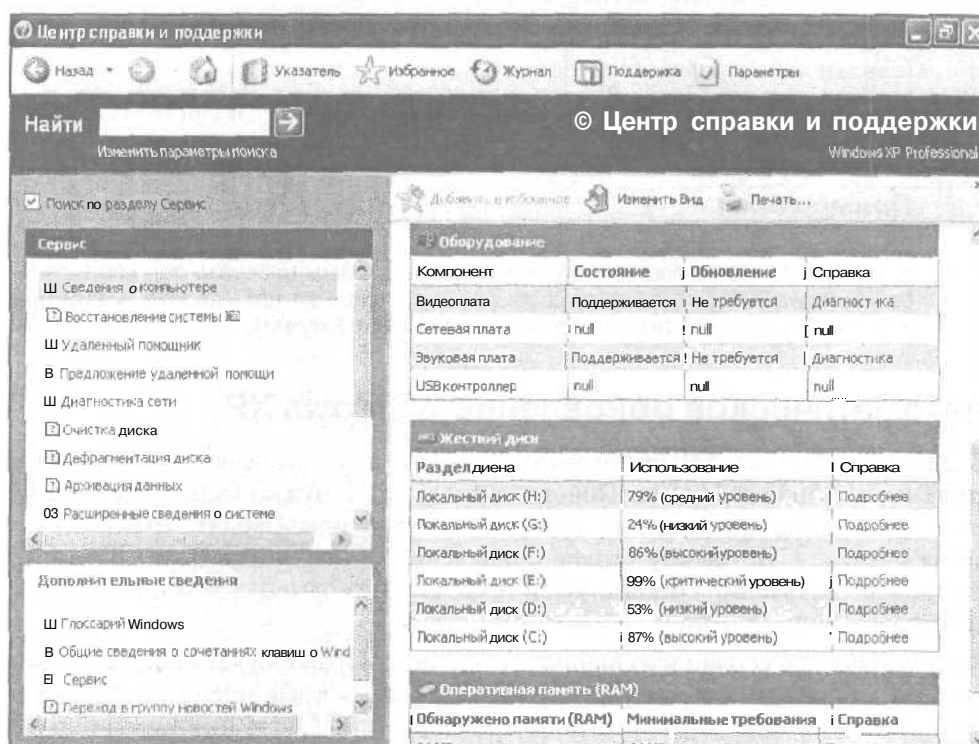 Центр справки и поддержки
Назад Указатель Избранное Журнал Поддержка Параметры
Найти
Изменить параметры поиска
© Центр справки и поддержки
Windows XP Professional
Поиск по разделу Сервис
Сервис
Сведения о компьютере
Восстановление системы
Удаленный помощник
Предложение удаленной помощи
Диагностика сети
Очистка диска
Дефрагментация диска
Архивация данных
Расширенные сведения о системе
Дополнительные сведения
Глоссарий Windows
Общие сведения о сочетаниях клавиш о Wind
Сервис
Переход в группу новостей Windows
Добавить в избранное Изменить Вид Печать...
Оборудование
Компонент Состояние Обновление Справка
Видеоплата Поддерживается Не требуется Диагностика
Сетевая плата null null null
Звуковая плата Поддерживается Не требуется Диагностика
USB контроллер null null null
Жесткий диск
Раздел диена Использование Справка
Локальный диск (H:) 79% (средний уровень) Подробнее
Локальный диск (G:) 24% (низкий уровень) Подробнее
Локальный диск (F:) 86% (высокий уровень) Подробнее
Локальный диск (E:) 99% (критический уровень) Подробнее
Локальный диск (D:) 53% (низкий уровень) Подробнее
Локальный диск (C:) 87% (высокий уровень) Подробнее
Оперативная память (RAM)
Обнаружено памяти (RAM) Минимальные требования Справка